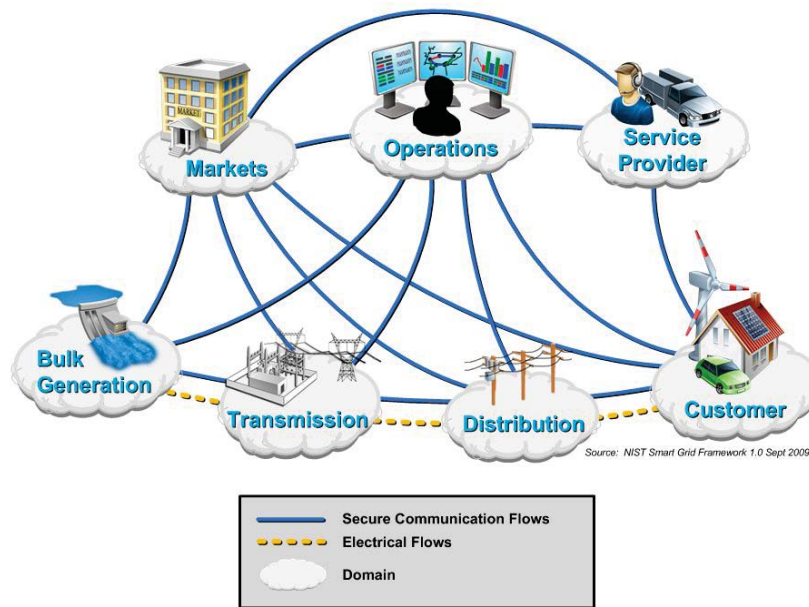 MARKET
Markets
Operations
Service
Provider
Bulk
Generation
Transmission
Distribution
Customer
Source: NIST Smart Grid Framework 1.0 Sept 2009
Secure Communication Flows
Electrical Flows
Domain